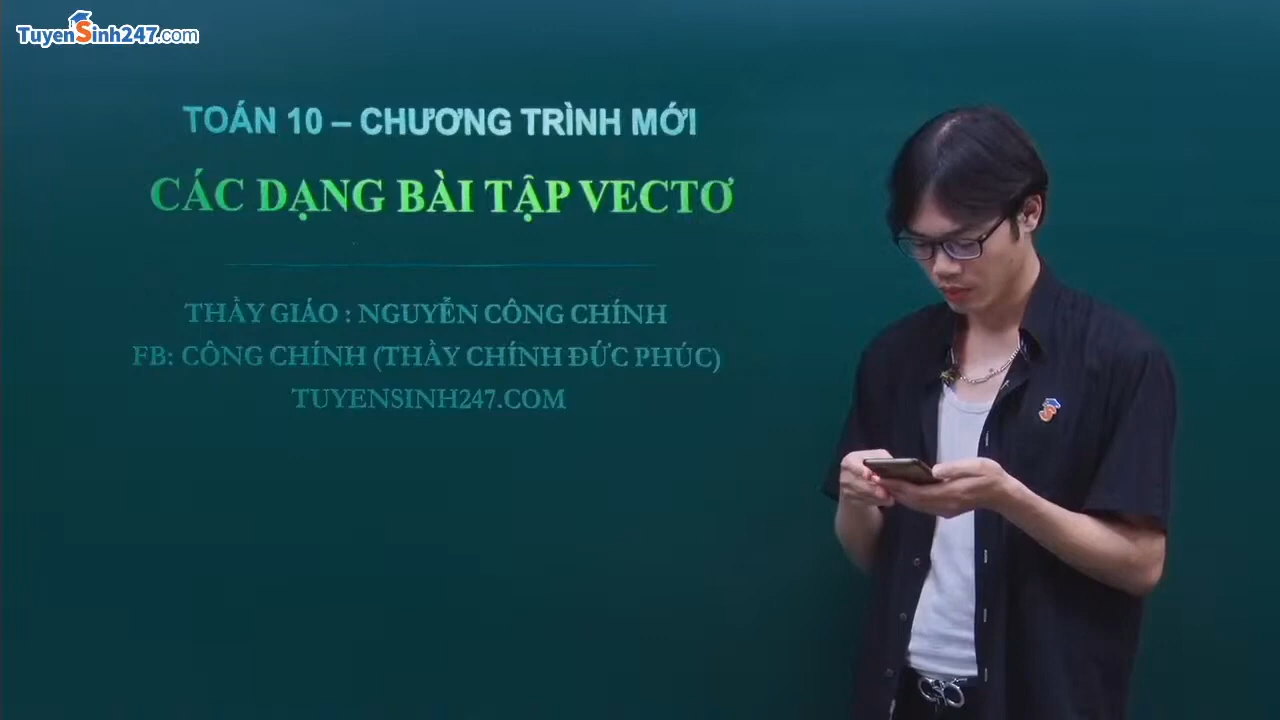 TuyenSinh247.com
TOÁN 10 – CHƯƠNG TRÌNH MỚI
CÁC DẠNG BÀI TẬP VECTƠ
THẦY GIÁO : NGUYỄN CÔNG CHÍNH
FB: CÔNG CHÍNH (THẦY CHÍNH ĐỨC PHÚC)
TUYENSINH247.COM